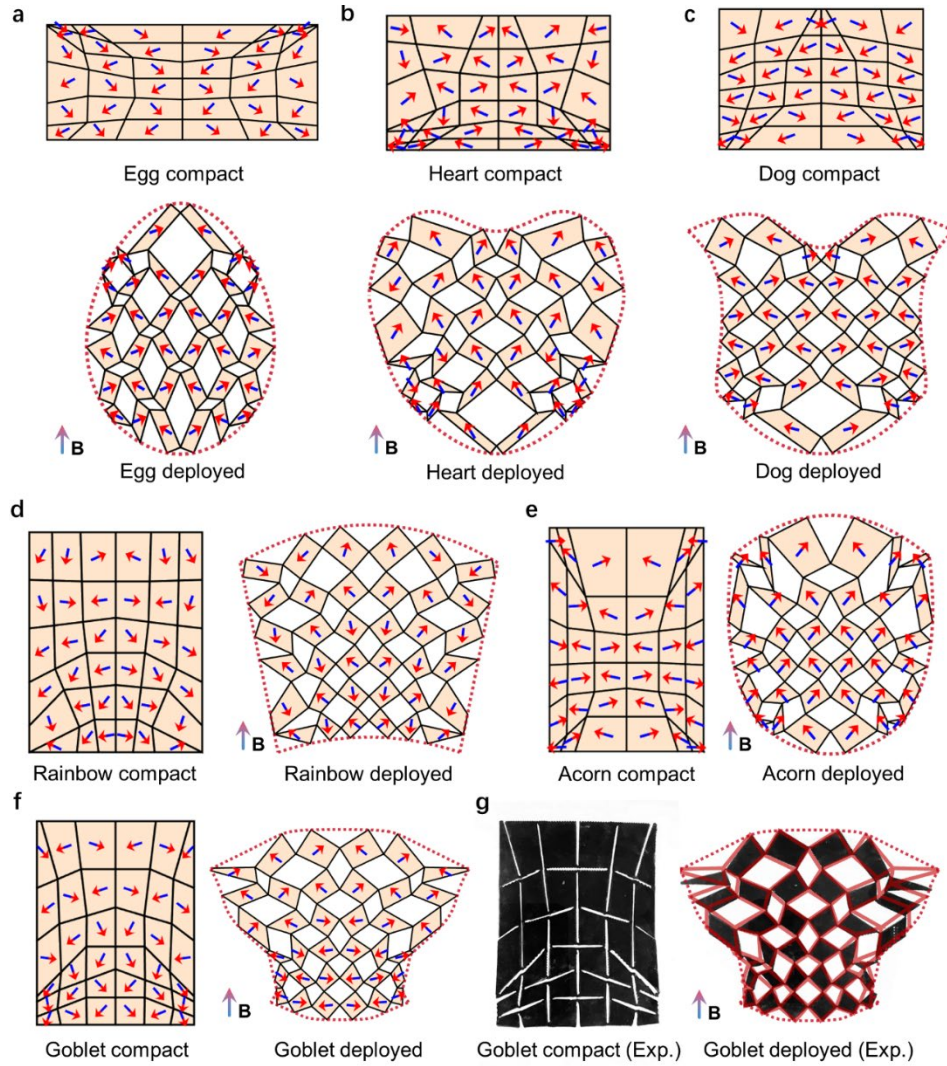 a
b
c
Egg compact
Heart compact
Dog compact
B
Egg deployed
B
Heart deployed
B
Dog deployed
d
e
B
B
Rainbow compact
Rainbow deployed
Acorn compact
Acorn deployed
f
g
B
B
Goblet compact
Goblet deployed
Goblet compact (Exp.)
Goblet deployed (Exp.)